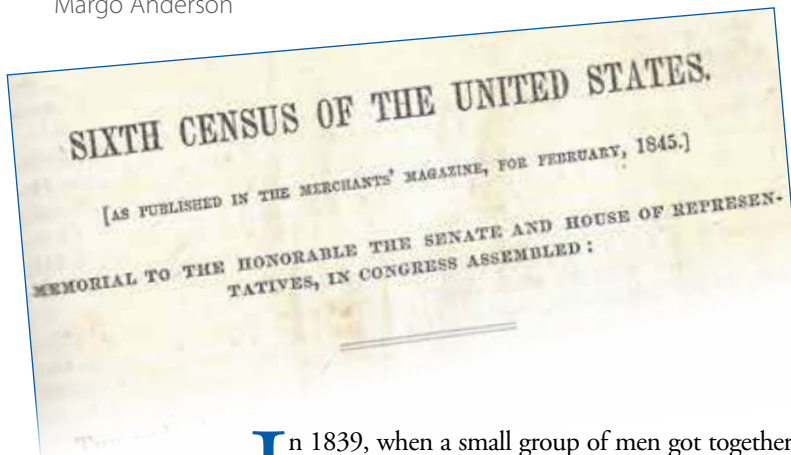 Margo Anderson
SIXTH CENSUS OF THE UNITED STATES.
[AS PUBLISHED IN THE MERCHANTS' MAGAZINE, FOR FEBRUARY, 1845.]
MEMORIAL TO THE HONORABLE THE SENATE AND HOUSE OF REPRESEN-
TATIVES, IN CONGRESS ASSEMBLED:
In 1839, when a small group of men got together